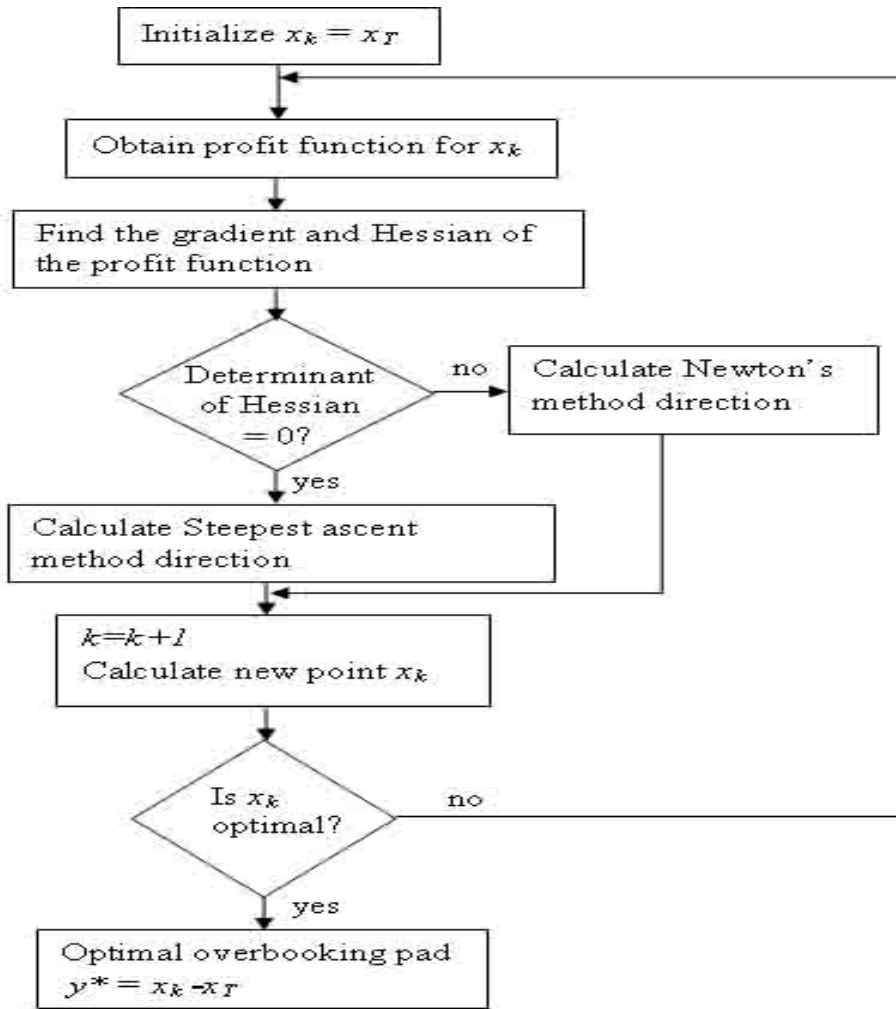 Initialize x_k = x_T
Obtain profit function for x_k
Find the gradient and Hessian of
the profit function
Determinant
of Hessian
= 0?
no
Calculate Newton's
method direction
yes
Calculate Steepest ascent
method direction
k=k+1
Calculate new point x_k
Is x_k
optimal?
no
yes
Optimal overbooking pad
y* = x_k -x_T